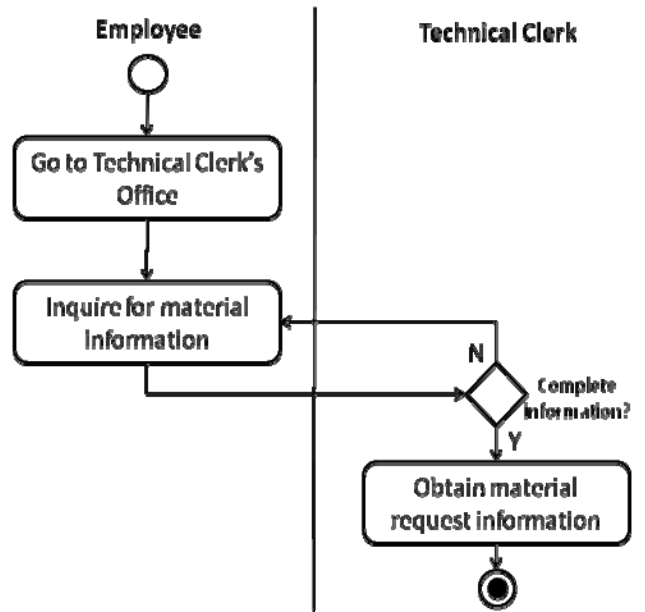 Employee
Technical Clerk
Go to Technical Clerk's
Office
Inquire for material
information
N
Complete
information?
Y
Obtain material
request information